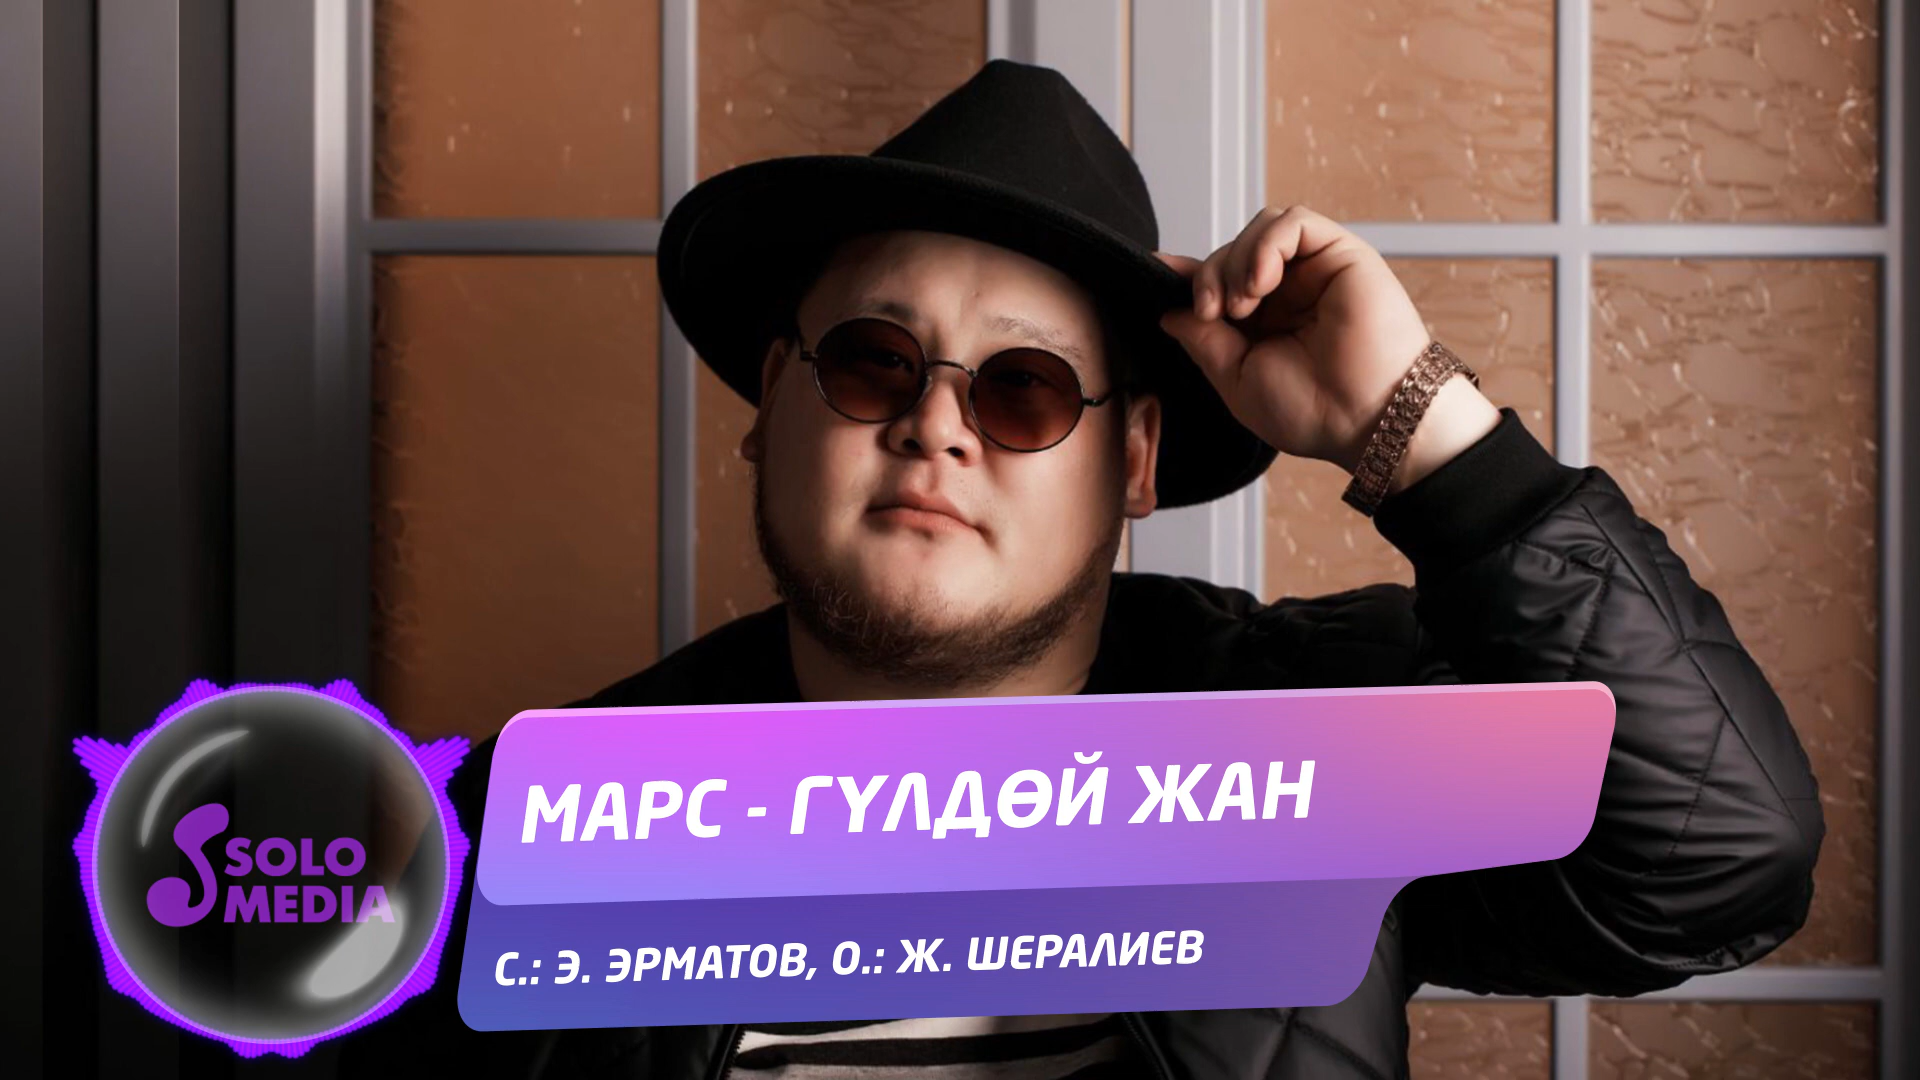 МАРС - ГҮЛДӨЙ ЖАН
С.: Э. ЭРМАТОВ, О.: Ж. ШЕРАЛИЕВ
SOLO
MEDIA